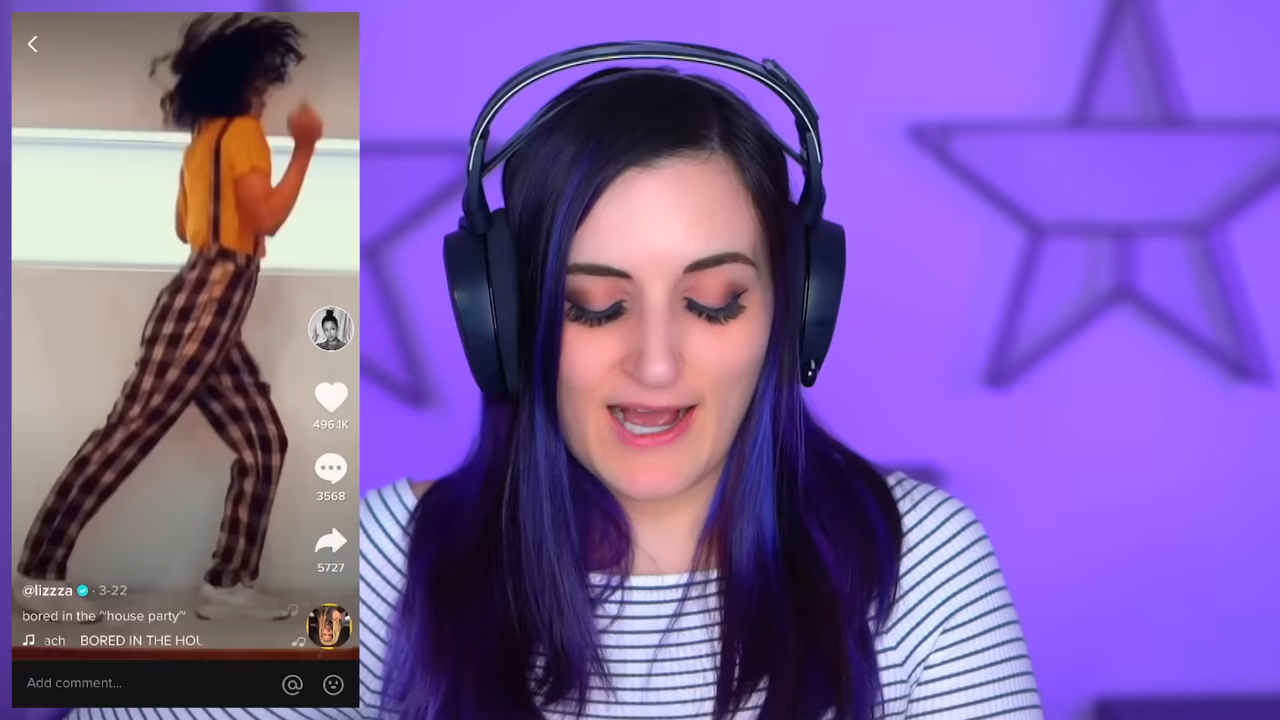 496.1K
3568
5727
@lizzza · 3-22
bored in the ~house party~
ach BORED IN THE HOU
Add comment...